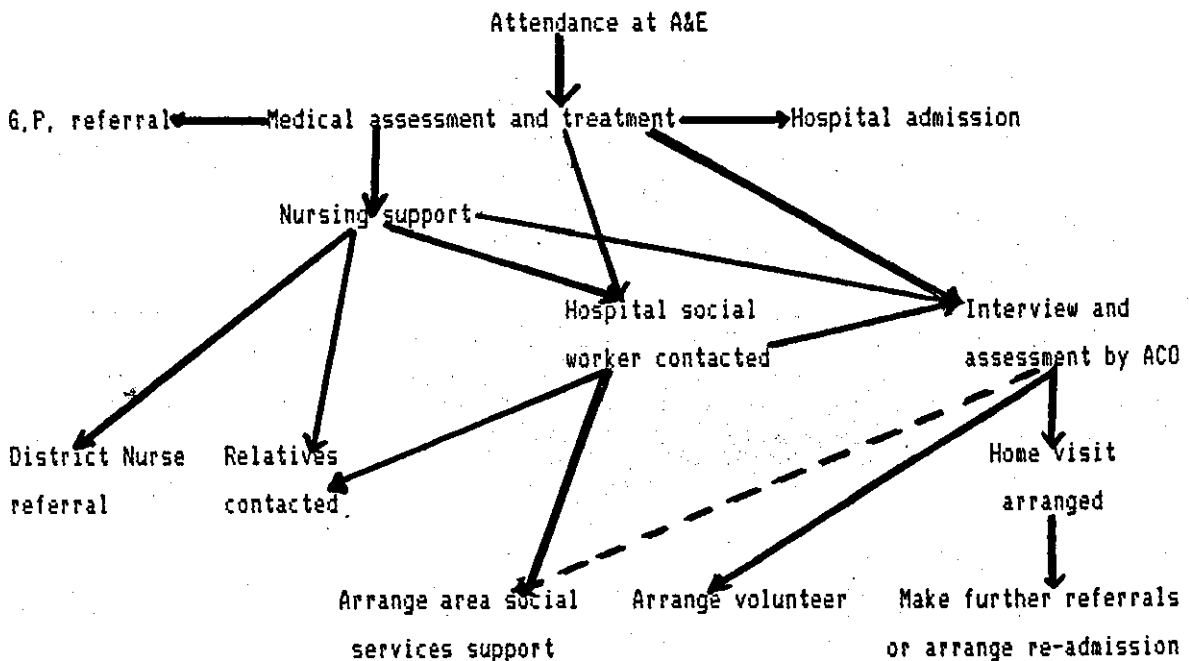 Attendance at A&E
G.P. referral Medical assessment and treatment Hospital admission
Nursing support
Hospital social
worker contacted
Interview and
assessment by ACO
District Nurse
referral
Relatives
contacted
Home visit
arranged
Arrange area social
services support
Arrange volunteer
Make further referrals
or arrange re-admission